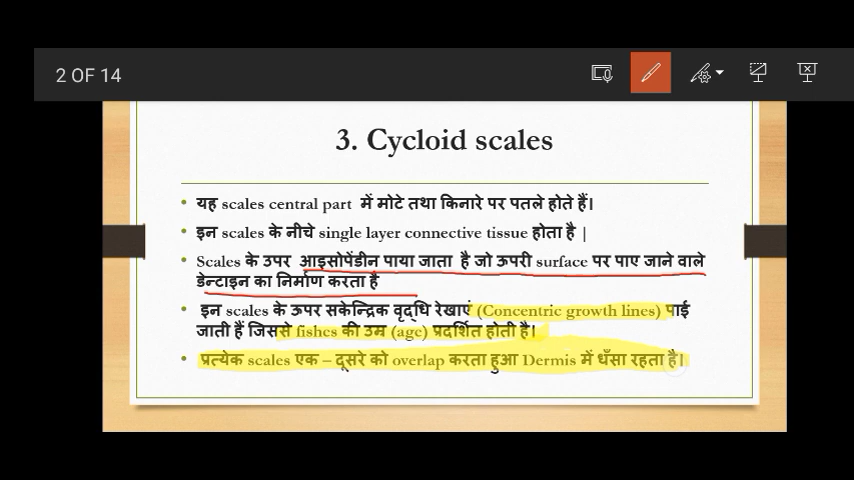 2 OF 14
3. Cycloid scales
• यह scales central part में मोटे तथा किनारे पर पतले होते हैं।
• इन scales के नीचे single layer connective tissue होता है |
• Scales के उपर आइसोपेंडीन पाया जाता है जो ऊपरी surface पर पाए जाने वाले
डेन्टाइन का निर्माण करता है
• इन scales के ऊपर सकेन्द्रिक वृद्धि रेखाएं (Concentric growth lines) पाई
जाती हैं जिससे fishes की उम्र (age) प्रदर्शित होती है।
• प्रत्येक scales एक – दूसरे को overlap करता हुआ Dermis में धँसा रहता है।